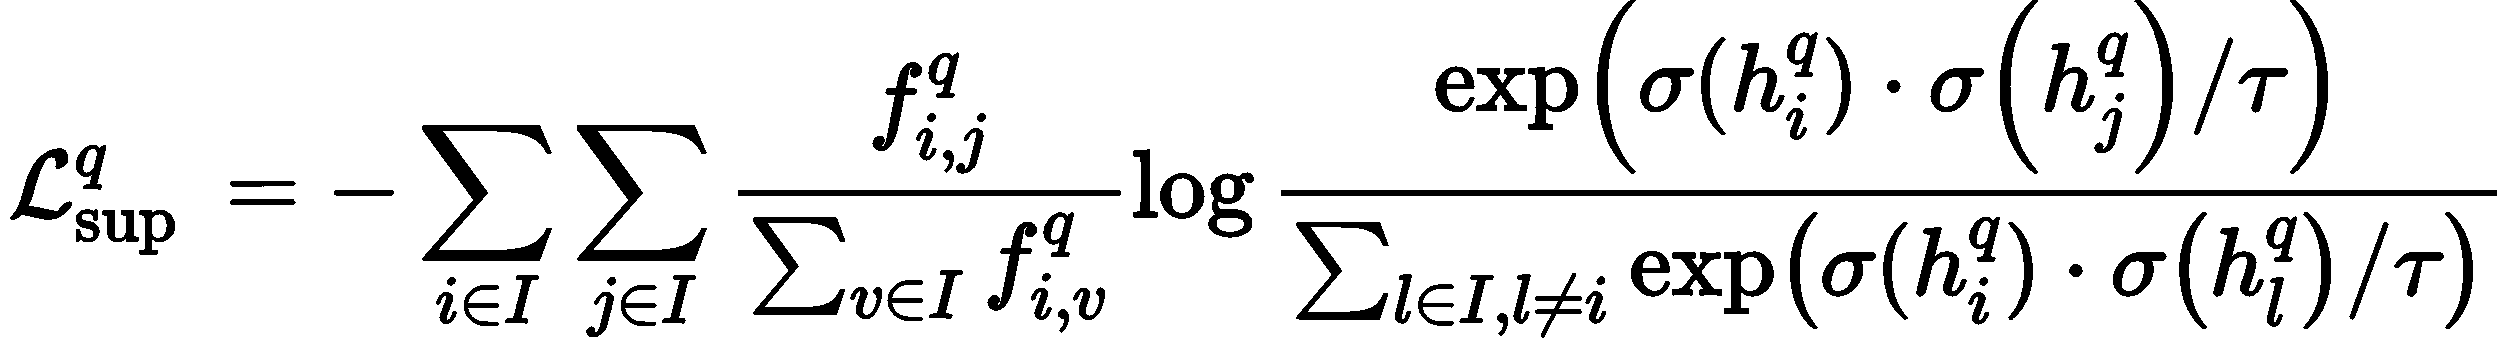 \mathcal{L}_{\text{sup}}^{q} = -\sum_{i \in I} \sum_{j \in I} \frac{f_{i,j}^{q}}{\sum_{v \in I} f_{i,v}^{q}} \log \frac{\exp\left(\sigma(h_i^q) \cdot \sigma\left(h_j^q\right) / \tau\right)}{\sum_{l \in I, l \neq i} \exp\left(\sigma(h_i^q) \cdot \sigma\left(h_l^q\right) / \tau\right)}